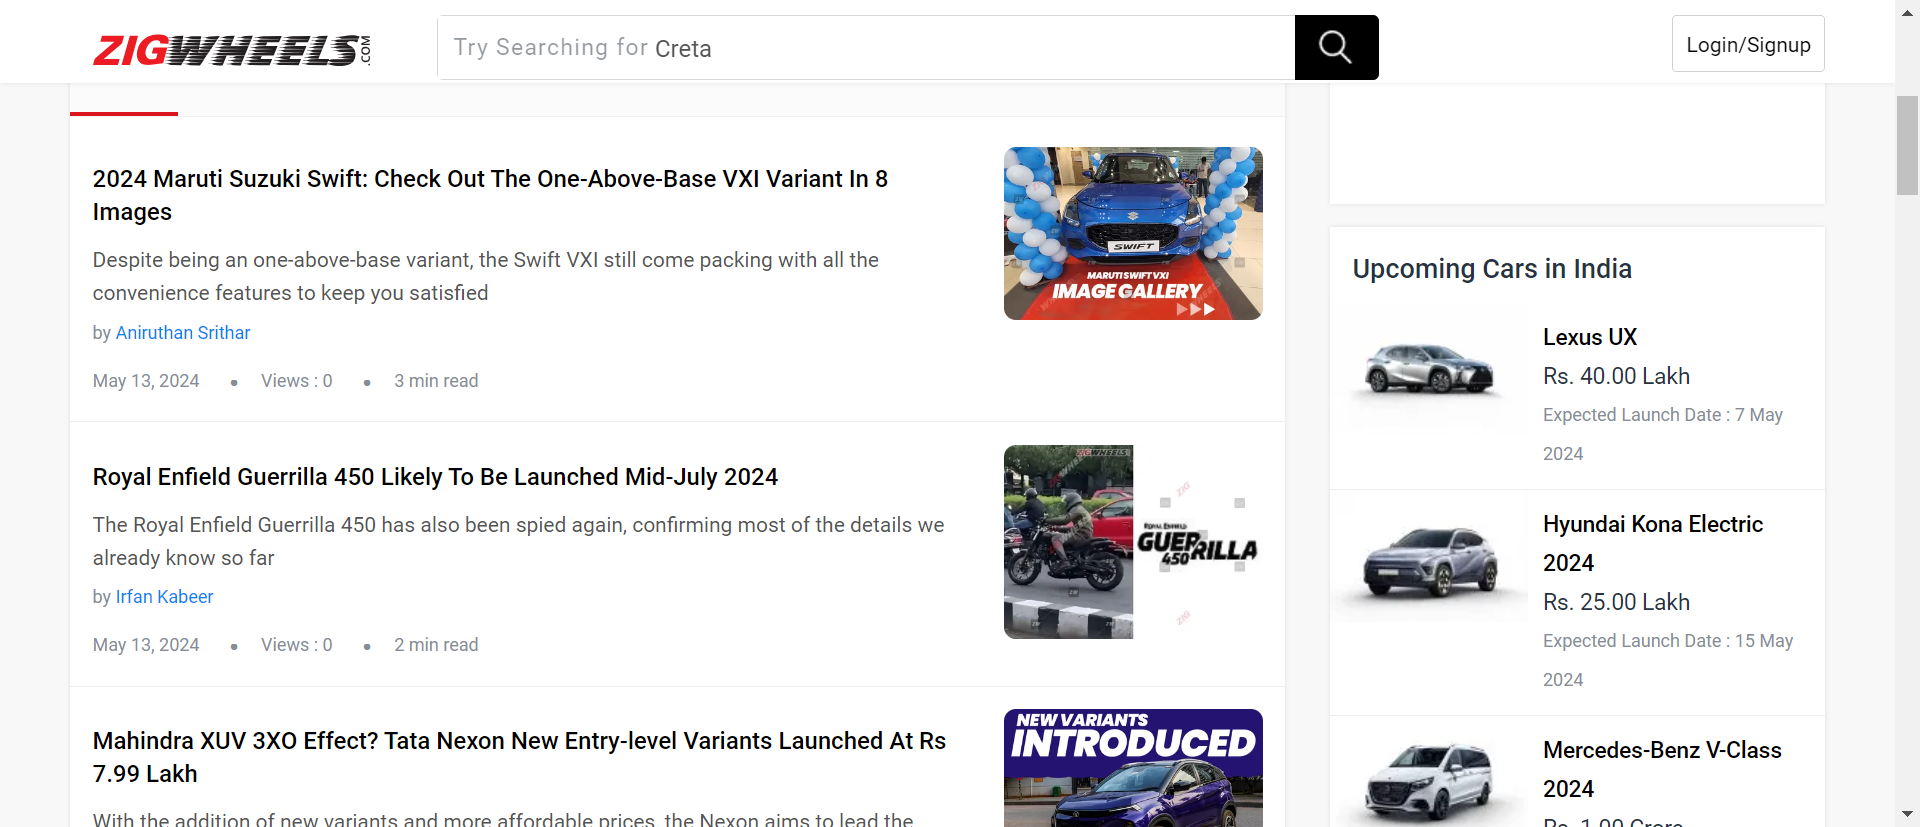 ZIGWHEELS.COM
Try Searching for Creta
Login/Signup
2024 Maruti Suzuki Swift: Check Out The One-Above-Base VXI Variant In 8
Images
Despite being an one-above-base variant, the Swift VXI still come packing with all the
convenience features to keep you satisfied
by Aniruthan Srithar
May 13, 2024 • Views : 0 • 3 min read
SWIFT
MARUTI SWIFT VXI
IMAGE GALLERY
Royal Enfield Guerrilla 450 Likely To Be Launched Mid-July 2024
The Royal Enfield Guerrilla 450 has also been spied again, confirming most of the details we
already know so far
by Irfan Kabeer
May 13, 2024 • Views : 0 • 2 min read
ZIGWHEELS
ROYAL ENFIELD
GUERRILLA
450
Mahindra XUV 3XO Effect? Tata Nexon New Entry-level Variants Launched At Rs
7.99 Lakh
With the addition of new variants and more affordable prices, the Nexon aims to lead the
NEW VARIANTS
INTRODUCED
Upcoming Cars in India
Lexus UX
Rs. 40.00 Lakh
Expected Launch Date : 7 May
2024
Hyundai Kona Electric
2024
Rs. 25.00 Lakh
Expected Launch Date : 15 May
2024
Mercedes-Benz V-Class
2024
Rs. 1.00 Crore